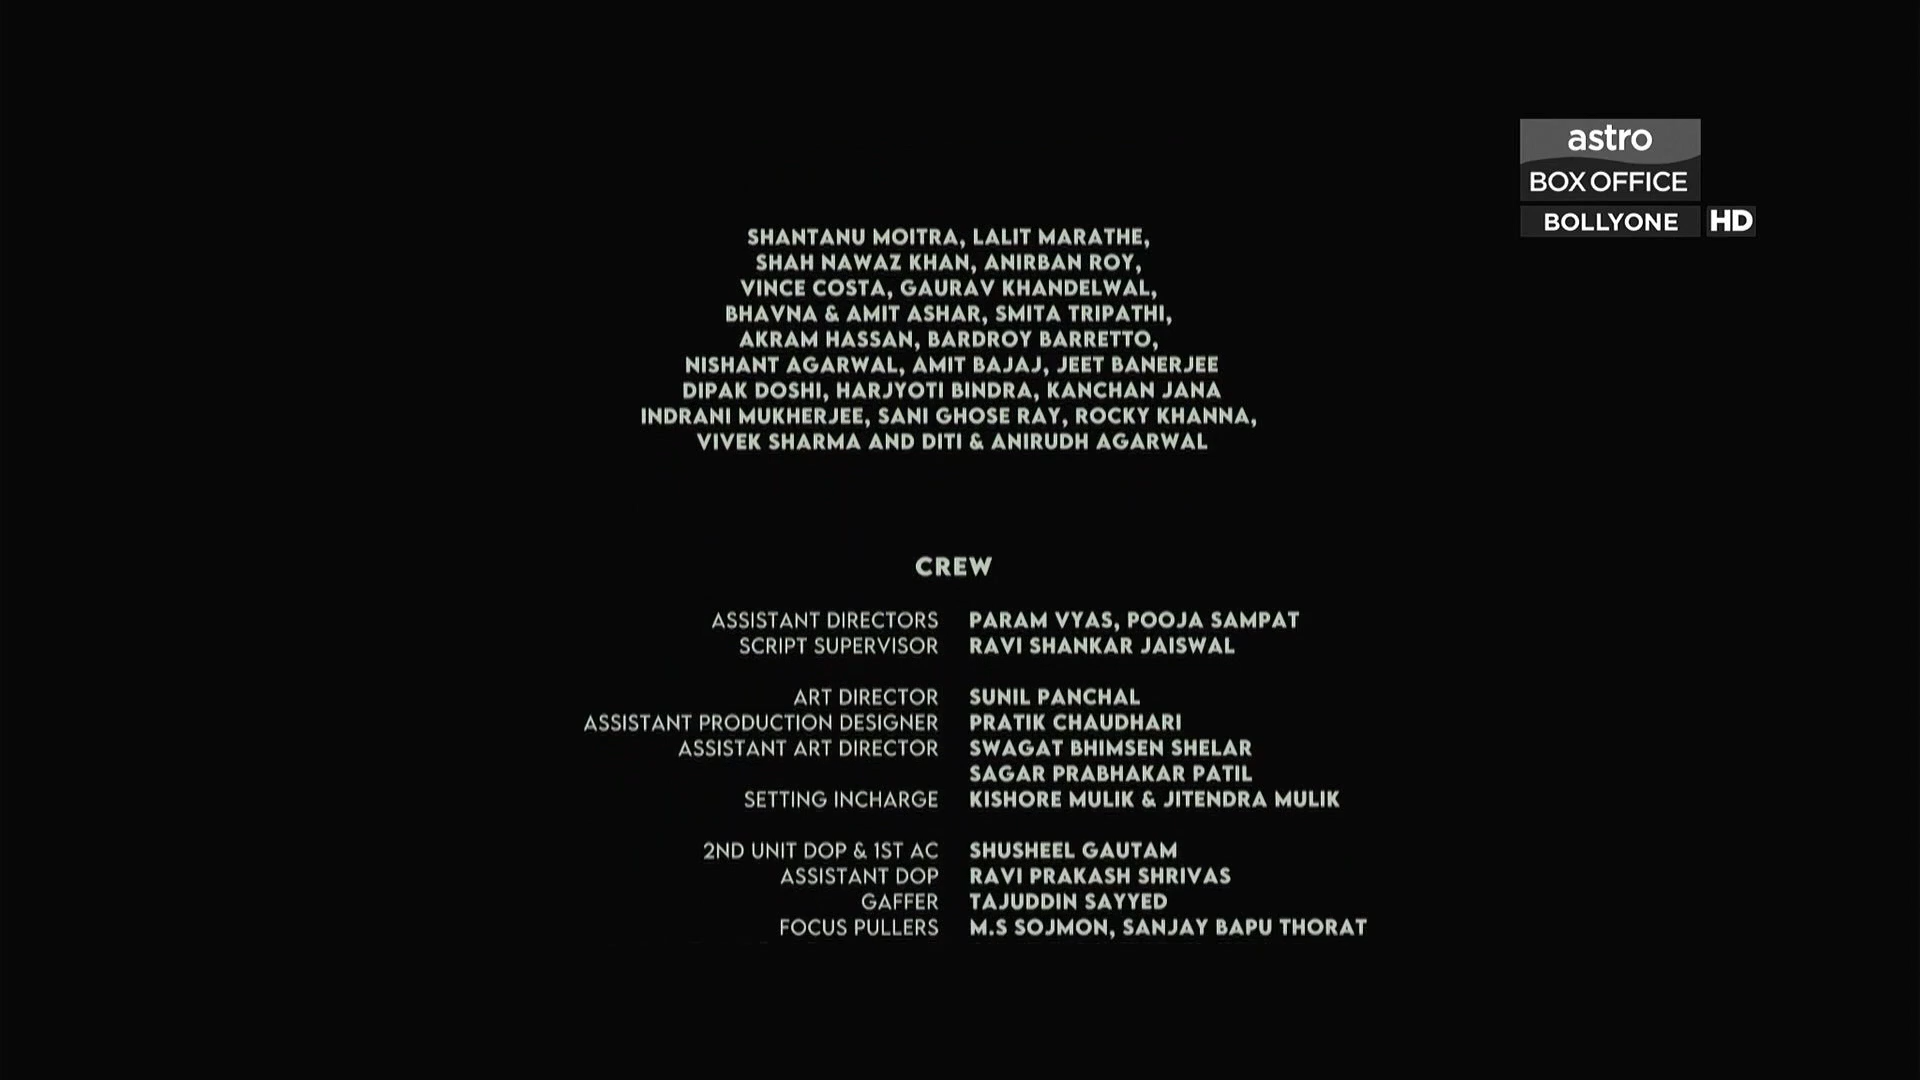 astro
BOX OFFICE
BOLLYONE HD
SHANTANU MOITRA, LALIT MARATHE,
SHAH NAWAZ KHAN, ANIRBAN ROY,
VINCE COSTA, GAURAV KHANDELWAL,
BHAVNA & AMIT ASHAR, SMITA TRIPATHI,
AKRAM HASSAN, BARDROY BARRETTO,
NISHANT AGARWAL, AMIT BAJAJ, JEET BANERJEE
DIPAK DOSHI, HARJYOTI BINDRA, KANCHAN JANA
INDRANI MUKHERJEE, SANI GHOSE RAY, ROCKY KHANNA,
VIVEK SHARMA AND DITI & ANIRUDH AGARWAL
CREW
ASSISTANT DIRECTORS PARAM VYAS, POOJA SAMPAT
SCRIPT SUPERVISOR RAVI SHANKAR JAISWAL
ART DIRECTOR SUNIL PANCHAL
ASSISTANT PRODUCTION DESIGNER PRATIK CHAUDHARI
ASSISTANT ART DIRECTOR SWAGAT BHIMSEN SHELAR
SAGAR PRABHAKAR PATIL
SETTING INCHARGE KISHORE MULIK & JITENDRA MULIK
2ND UNIT DOP & 1ST AC SHUSHEEL GAUTAM
ASSISTANT DOP RAVI PRAKASH SHRIVAS
GAFFER TAJUDDIN SAYYED
FOCUS PULLERS M.S SOJMON, SANJAY BAPU THORAT